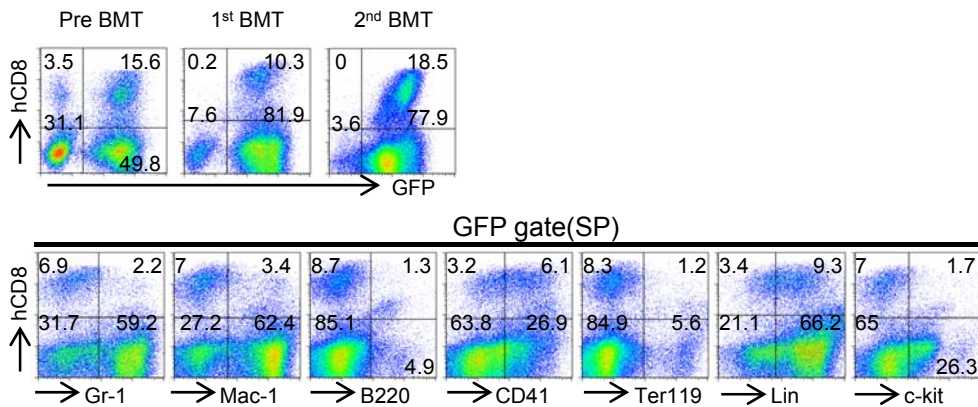 Pre BMT 1st BMT 2nd BMT
3.5 15.6 0.2 10.3 0 18.5
31.1 49.8 7.6 81.9 3.6 77.9
hCD8
GFP
GFP gate(SP)
6.9 2.2 7 3.4 8.7 1.3 3.2 6.1 8.3 1.2 3.4 9.3 7 1.7
31.7 59.2 27.2 62.4 85.1 4.9 63.8 26.9 84.9 5.6 21.1 66.2 65 26.3
hCD8
Gr-1 Mac-1 B220 CD41 Ter119 Lin c-kit